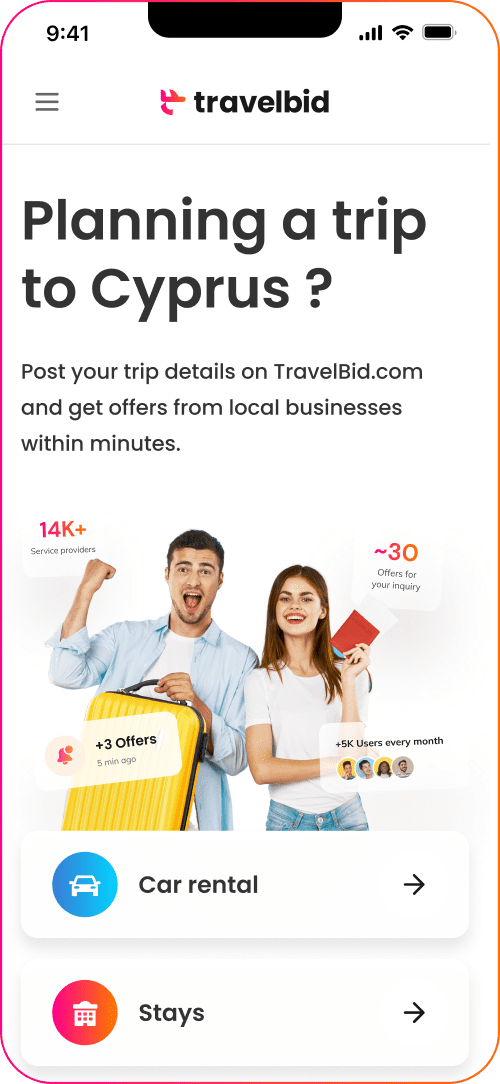 9:41
travelbid
Planning a trip
to Cyprus ?
Post your trip details on TravelBid.com
and get offers from local businesses
within minutes.
14K+
Service providers
~30
Offers for
your inquiry
+3 Offers
5 min ago
+5K Users every month
Car rental
Stays